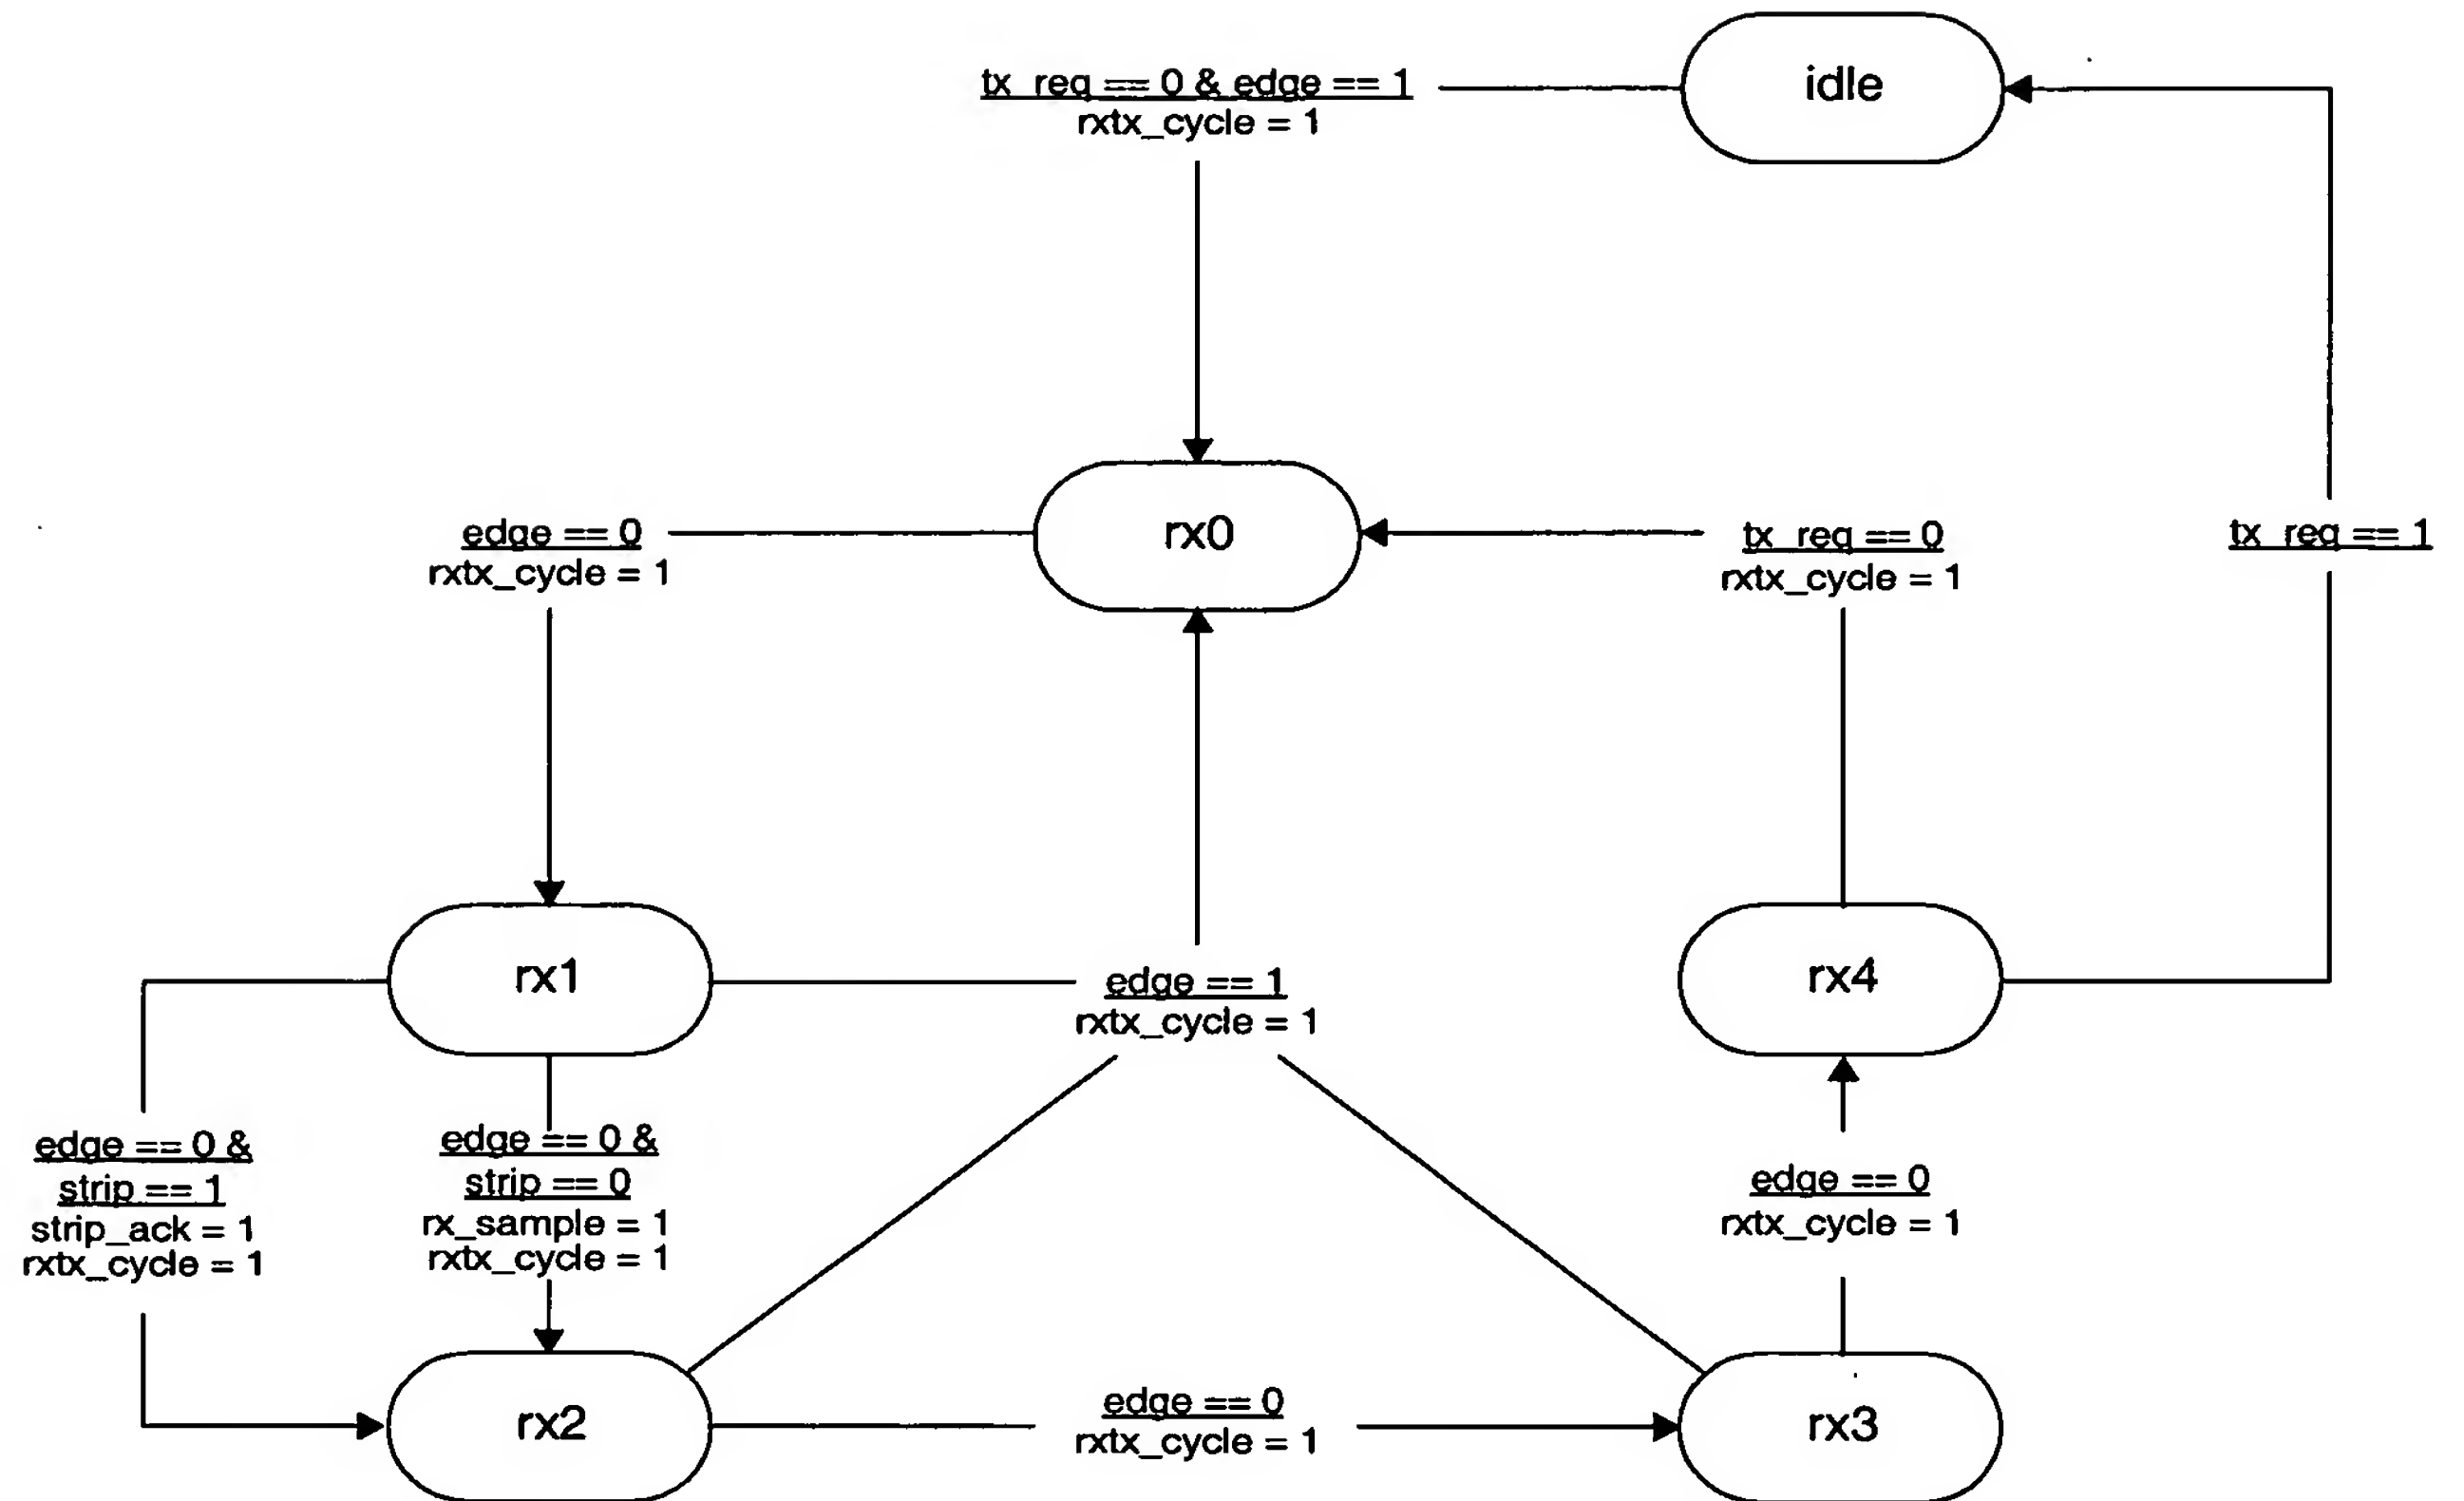 idle
tx_req == 0 & edge == 1
rxtx_cycle = 1
rx0
edge == 0
rxtx_cycle = 1
tx_req == 0
rxtx_cycle = 1
tx_req == 1
rx1
edge == 1
rxtx_cycle = 1
rx4
edge == 0 &
strip == 1
strip_ack = 1
rxtx_cycle = 1
edge == 0 &
strip == 0
rx_sample = 1
rxtx_cycle = 1
edge == 0
rxtx_cycle = 1
rx2
edge == 0
rxtx_cycle = 1
rx3